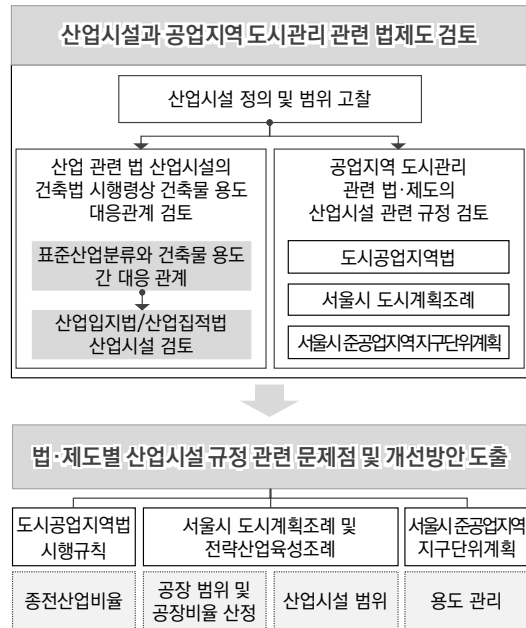 산업시설과 공업지역 도시관리 관련 법제도 검토
산업시설 정의 및 범위 고찰
산업 관련 법 산업시설의
건축법 시행령상 건축물 용도
대응관계 검토
표준산업분류와 건축물 용도
간 대응 관계
산업입지법/산업집적법
산업시설 검토
공업지역 도시관리
관련 법·제도의
산업시설 관련 규정 검토
도시공업지역법
서울시 도시계획조례
서울시 준공업지역 지구단위계획
법·제도별 산업시설 규정 관련 문제점 및 개선방안 도출
도시공업지역법
시행규칙
서울시 도시계획조례 및
전략산업육성조례
서울시 준공업지역
지구단위계획
종전산업비율
공장 범위 및
공장비율 산정
산업시설 범위
용도 관리